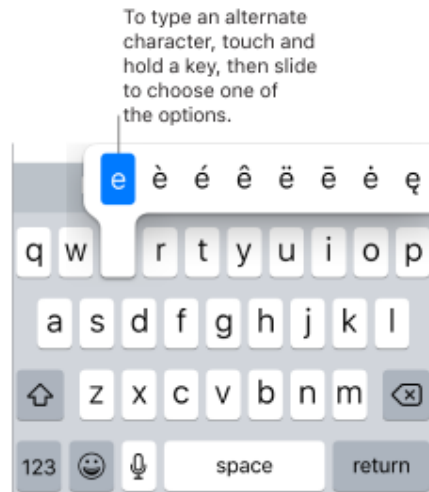 To type an alternate
character, touch and
hold a key, then slide
to choose one of
the options.
e è é ê ë ē ė ę
q w r t y u i o p
a s d f g h j k l
z x c v b n m
123 space return